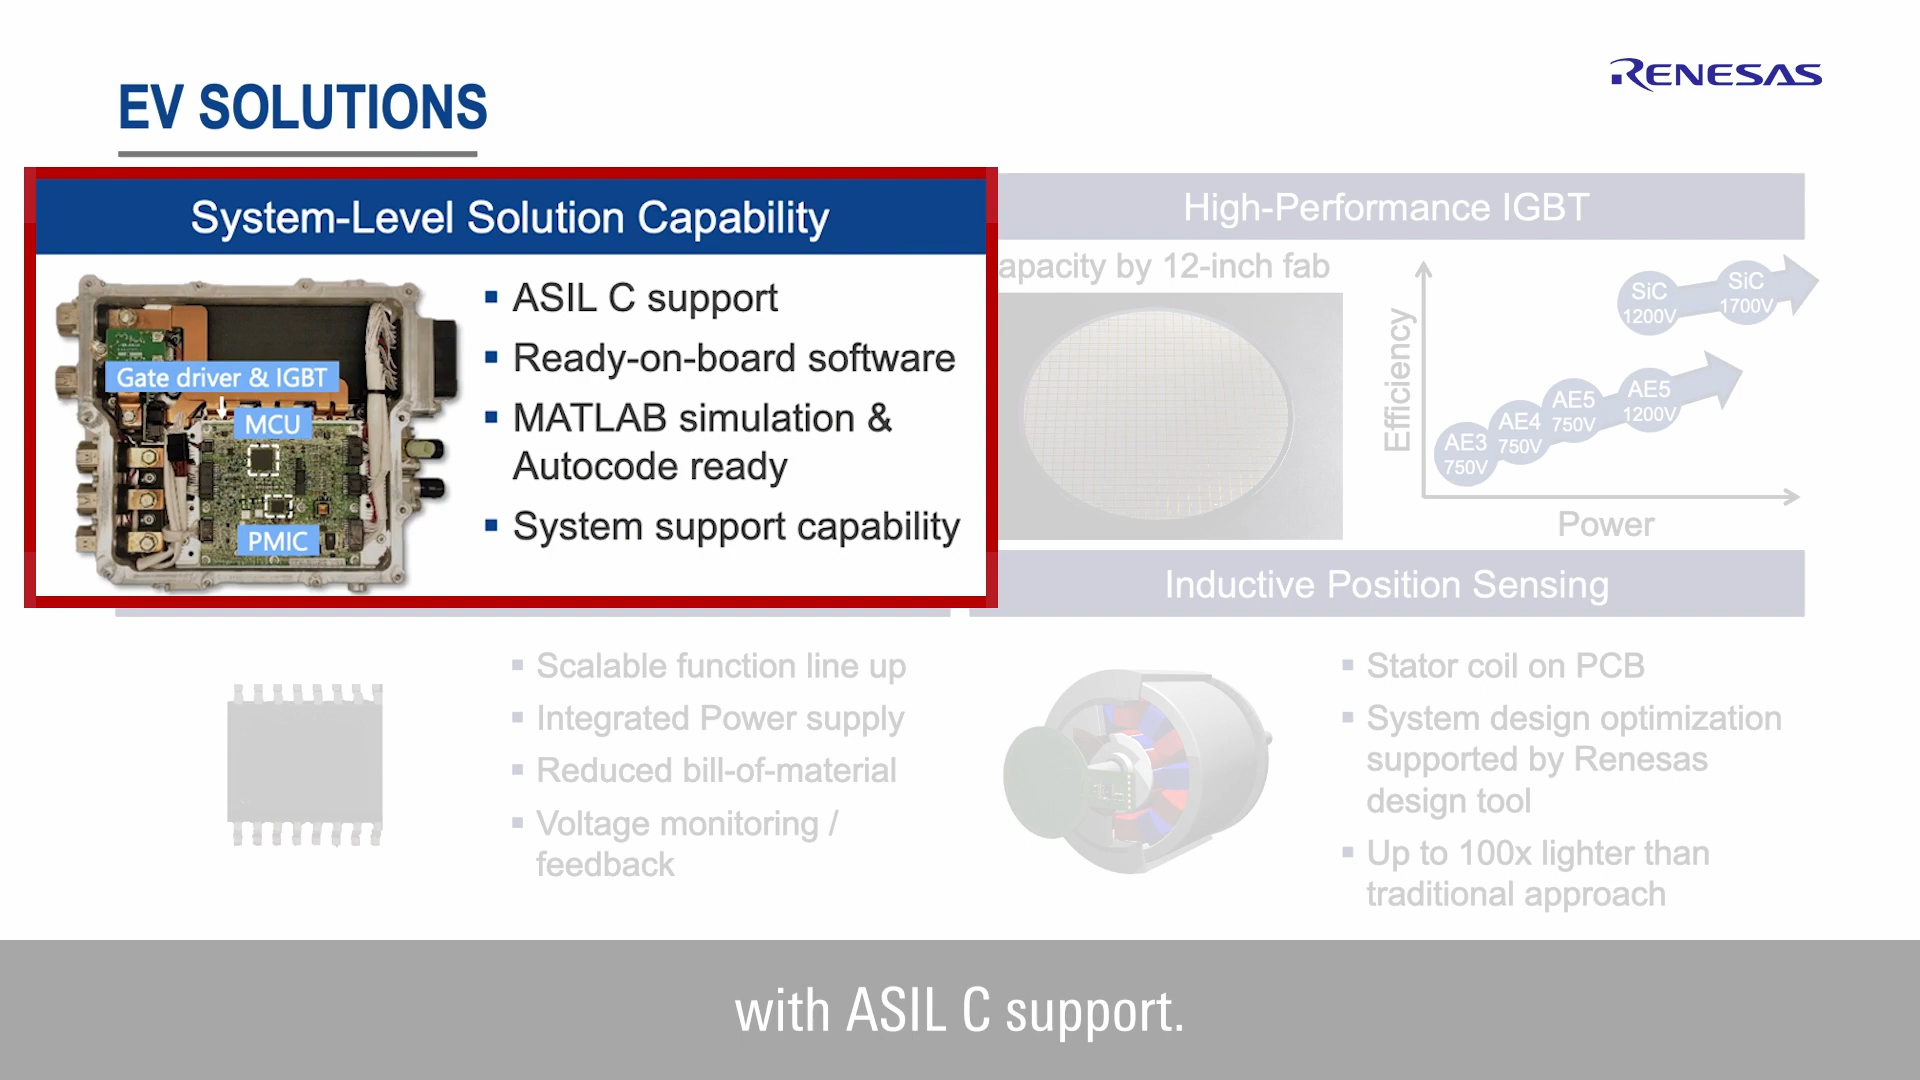 RENESAS
EV SOLUTIONS
System-Level Solution Capability
Gate driver & IGBT
MCU
PMIC
▪ ASIL C support
▪ Ready-on-board software
▪ MATLAB simulation &
Autocode ready
▪ System support capability
High-Performance IGBT
apacity by 12-inch fab
Efficiency
Power
AE3
750V
AE4
750V
AE5
750V
AE5
1200V
SiC
1200V
SiC
1700V
▪ Scalable function line up
▪ Integrated Power supply
▪ Reduced bill-of-material
▪ Voltage monitoring /
feedback
Inductive Position Sensing
▪ Stator coil on PCB
▪ System design optimization
supported by Renesas
design tool
▪ Up to 100x lighter than
traditional approach
with ASIL C support.